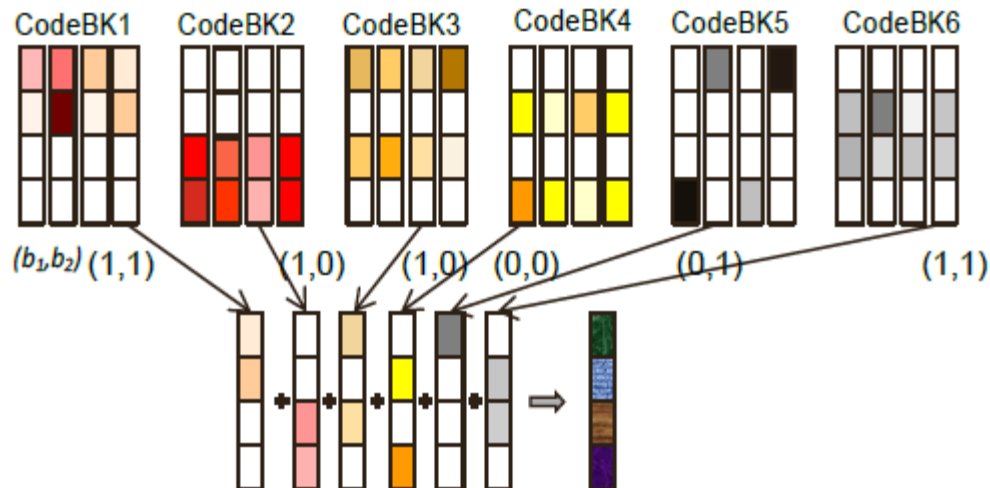 CodeBK1 CodeBK2 CodeBK3 CodeBK4 CodeBK5 CodeBK6
(b₁,b₂) (1,1) (1,0) (1,0) (0,0) (0,1) (1,1)